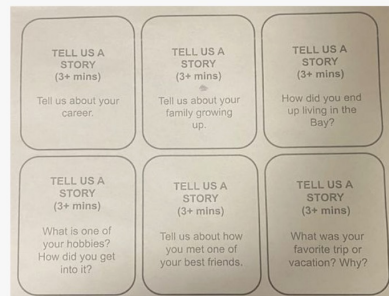 TELL US A
STORY
(3+ mins)
Tell us about your
career.
TELL US A
STORY
(3+ mins)
Tell us about your
family growing
up.
TELL US A
STORY
(3+ mins)
How did you end
up living in the
Bay?
TELL US A
STORY
(3+ mins)
What is one of
your hobbies?
How did you get
into it?
TELL US A
STORY
(3+ mins)
Tell us about how
you met one of
your best friends.
TELL US A
STORY
(3+ mins)
What was your
favorite trip or
vacation? Why?